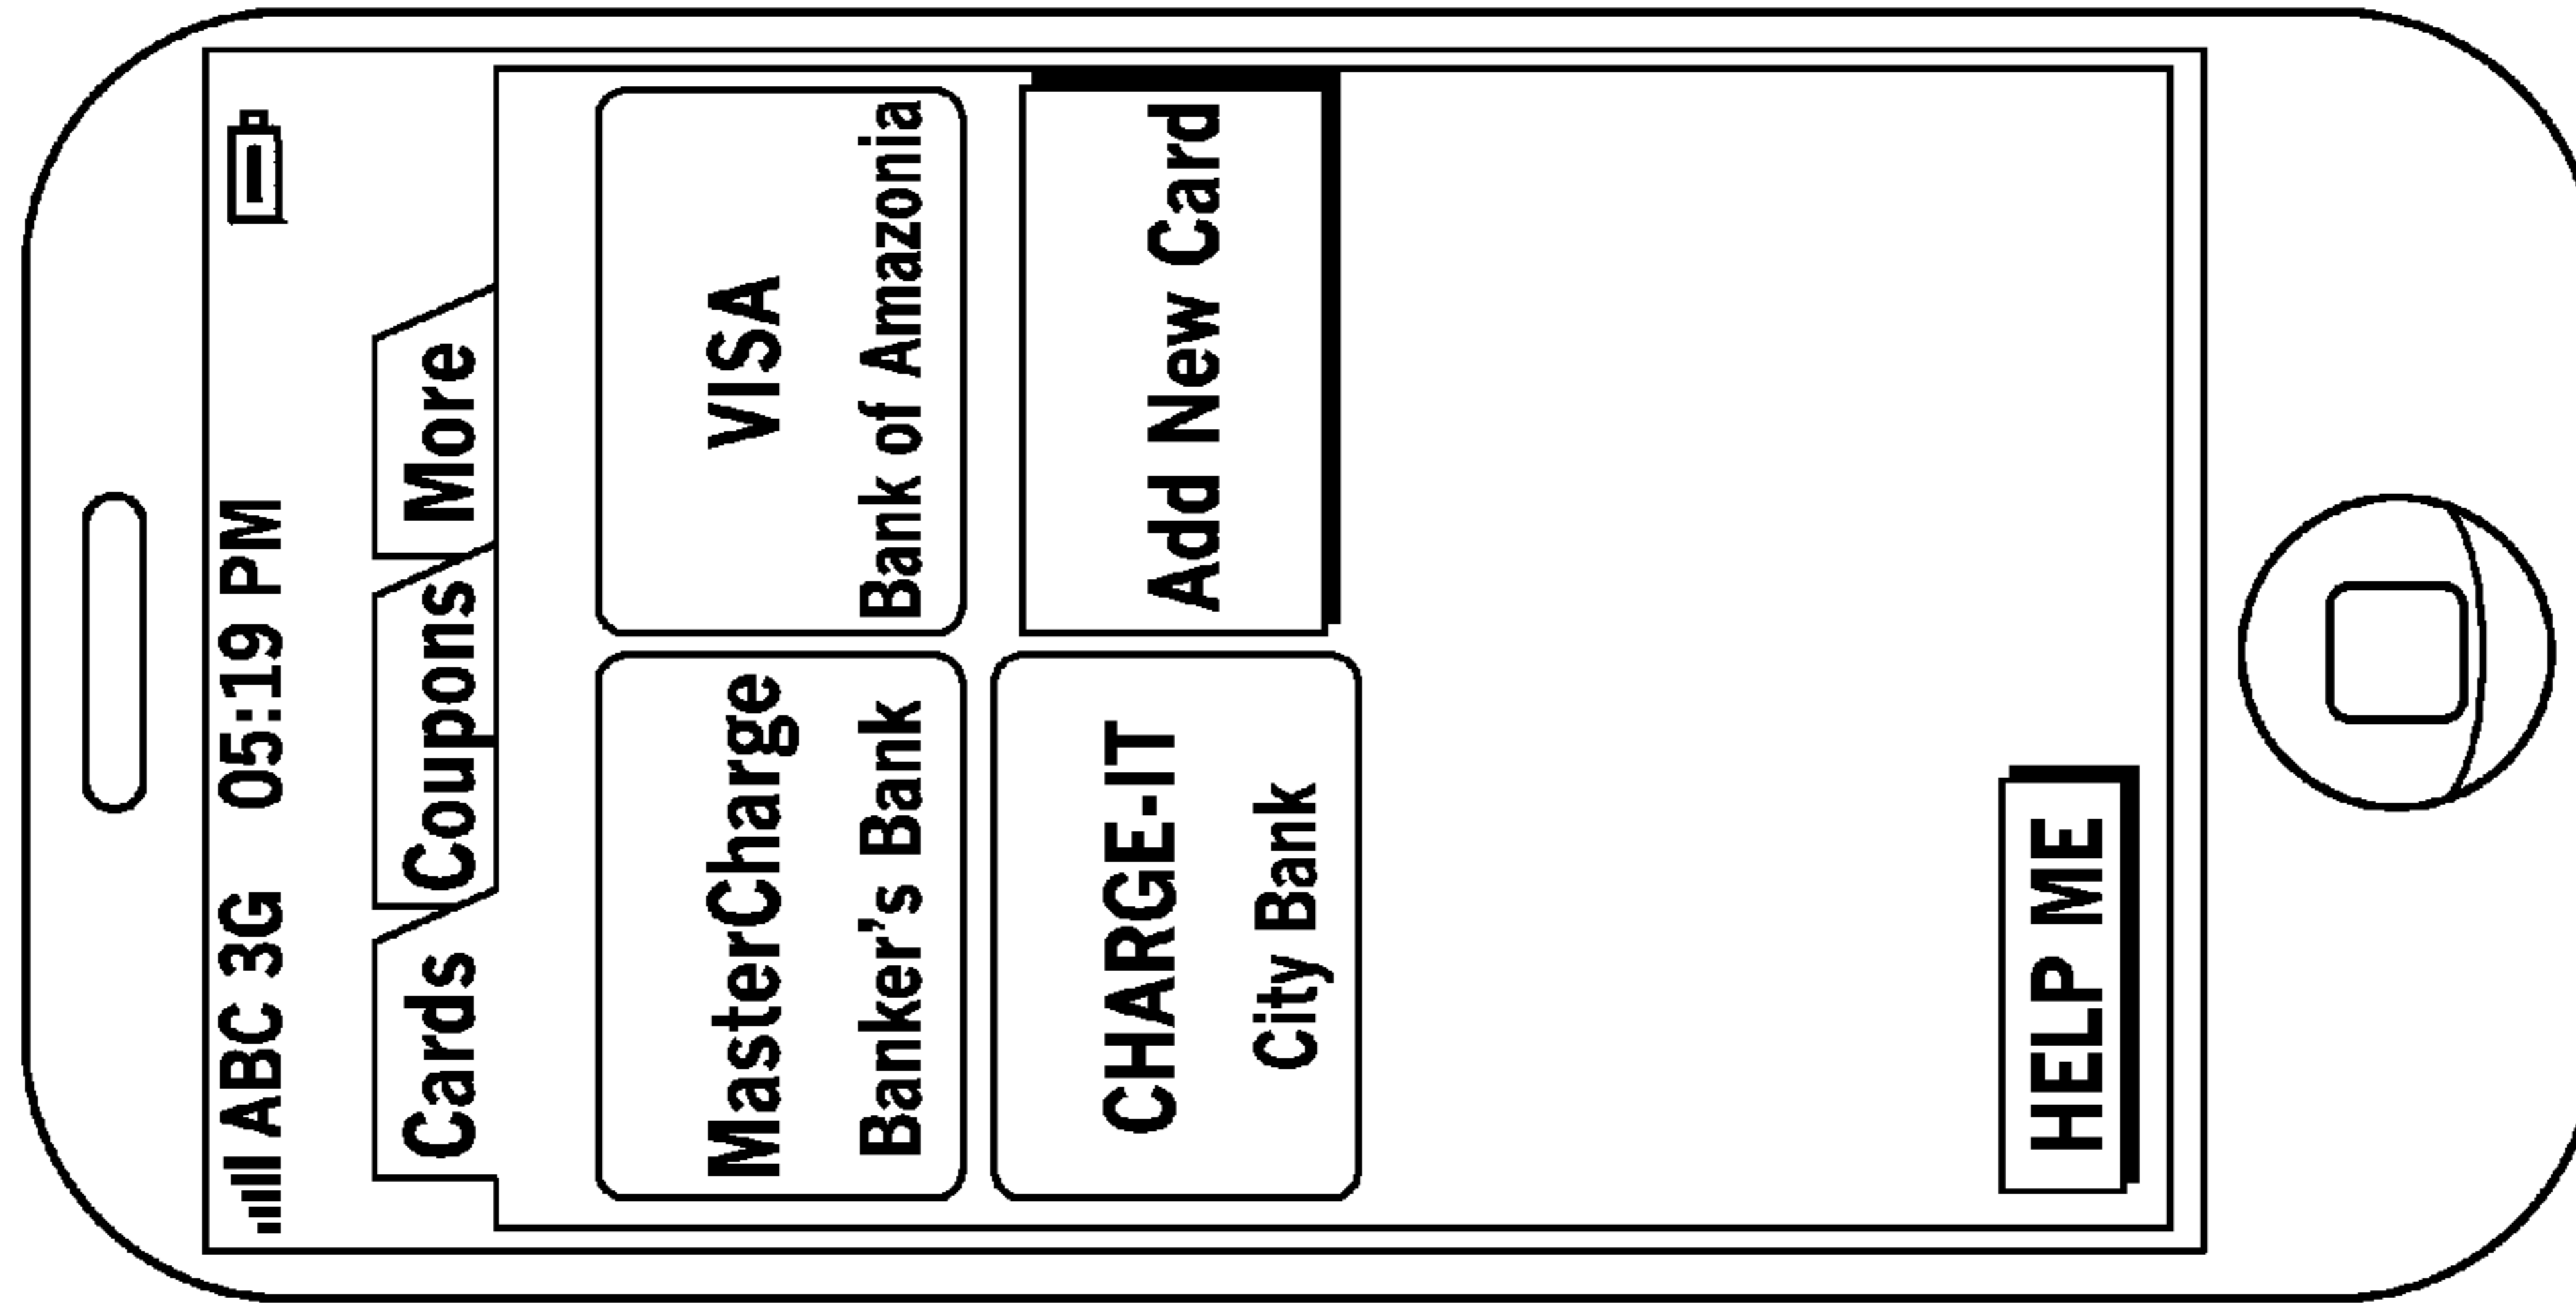 ABC 3G 05:19 PM
Cards Coupons More
MasterCharge
Banker's Bank
VISA
Bank of Amazonia
CHARGE-IT
City Bank
Add New Card
HELP ME